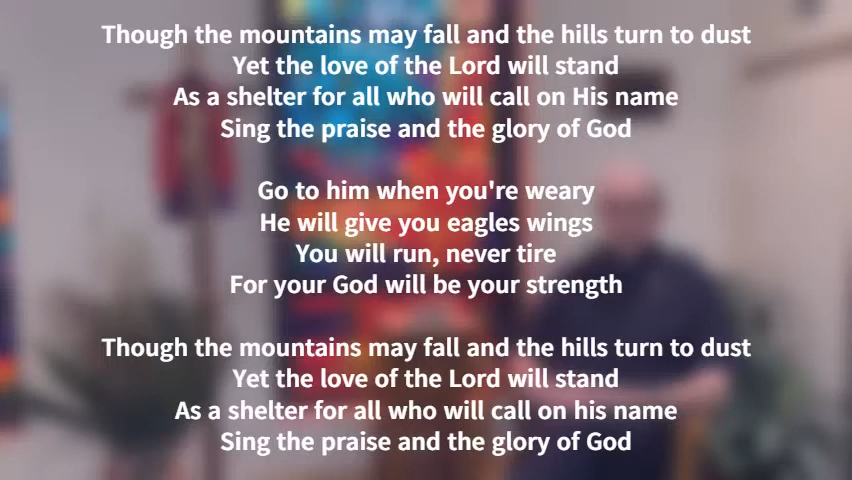 Though the mountains may fall and the hills turn to dust
Yet the love of the Lord will stand
As a shelter for all who will call on His name
Sing the praise and the glory of God
Go to him when you're weary
He will give you eagles wings
You will run, never tire
For your God will be your strength
Though the mountains may fall and the hills turn to dust
Yet the love of the Lord will stand
As a shelter for all who will call on his name
Sing the praise and the glory of God